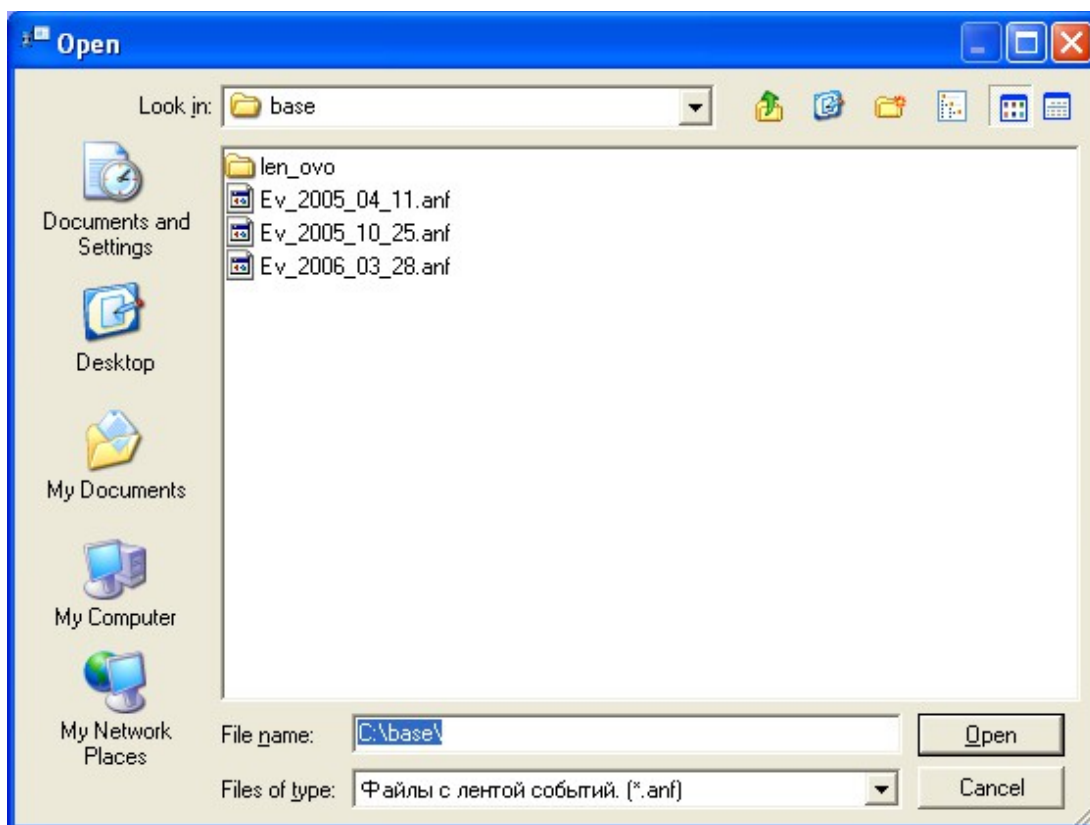 Open
Look in:
base
len_ovo
Ev_2005_04_11.anf
Ev_2005_10_25.anf
Ev_2006_03_28.anf
Documents and
Settings
Desktop
My Documents
My Computer
My Network
Places
File name:
C:\base\
Open
Files of type:
Файлы с лентой событий. (*.anf)
Cancel